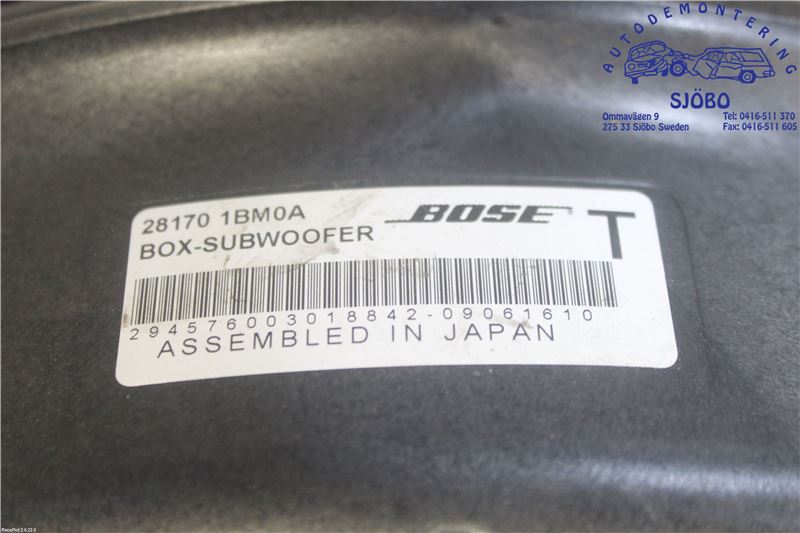 AUTODEMONTERING
SJÖBO
Ommavägen 9
275 33 Sjöbo Sweden
Tel: 0416-511 370
Fax: 0416-511 605
28170 1BM0A
BOSE T
BOX-SUBWOOFER
294576003018842-09061610
ASSEMBLED IN JAPAN